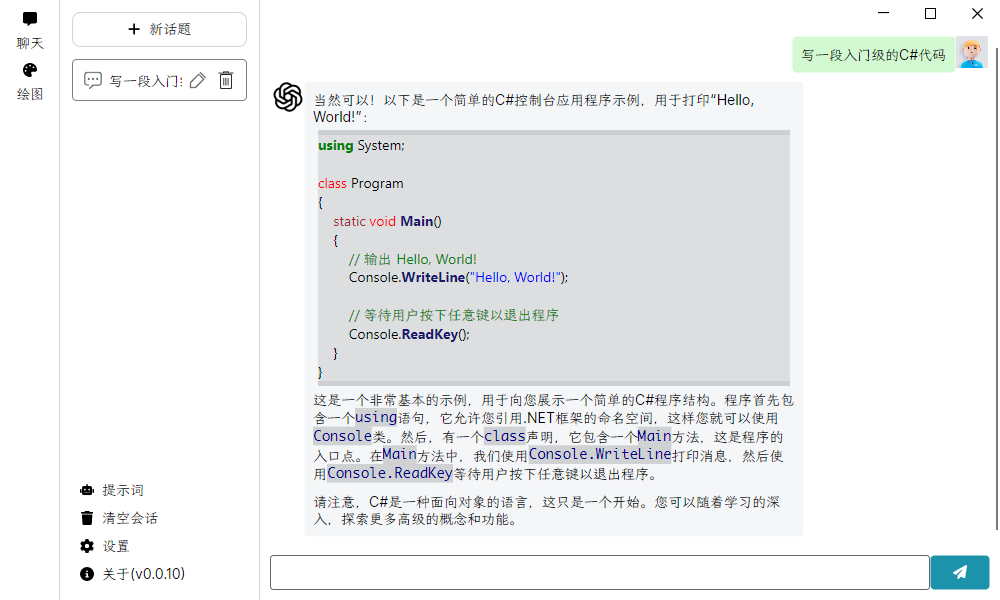 聊天
绘图
新话题
写一段入门:
提示词
清空会话
设置
关于(v0.0.10)
写一段入门级的C#代码
当然可以！以下是一个简单的C#控制台应用程序示例，用于打印“Hello,
World!”：
using System;
class Program
{
static void Main()
{
// 输出 Hello, World!
Console.WriteLine("Hello, World!");
// 等待用户按下任意键以退出程序
Console.ReadKey();
}
}
这是一个非常基本的示例，用于向您展示一个简单的C#程序结构。程序首先包
含一个using语句，它允许您引用.NET框架的命名空间，这样您就可以使用
Console类。然后，有一个class声明，它包含一个Main方法，这是程序的
入口点。在Main方法中，我们使用Console.WriteLine打印消息，然后使
用Console.ReadKey等待用户按下任意键以退出程序。
请注意，C#是一种面向对象的语言，这只是一个开始。您可以随着学习的深
入，探索更多高级的概念和功能。